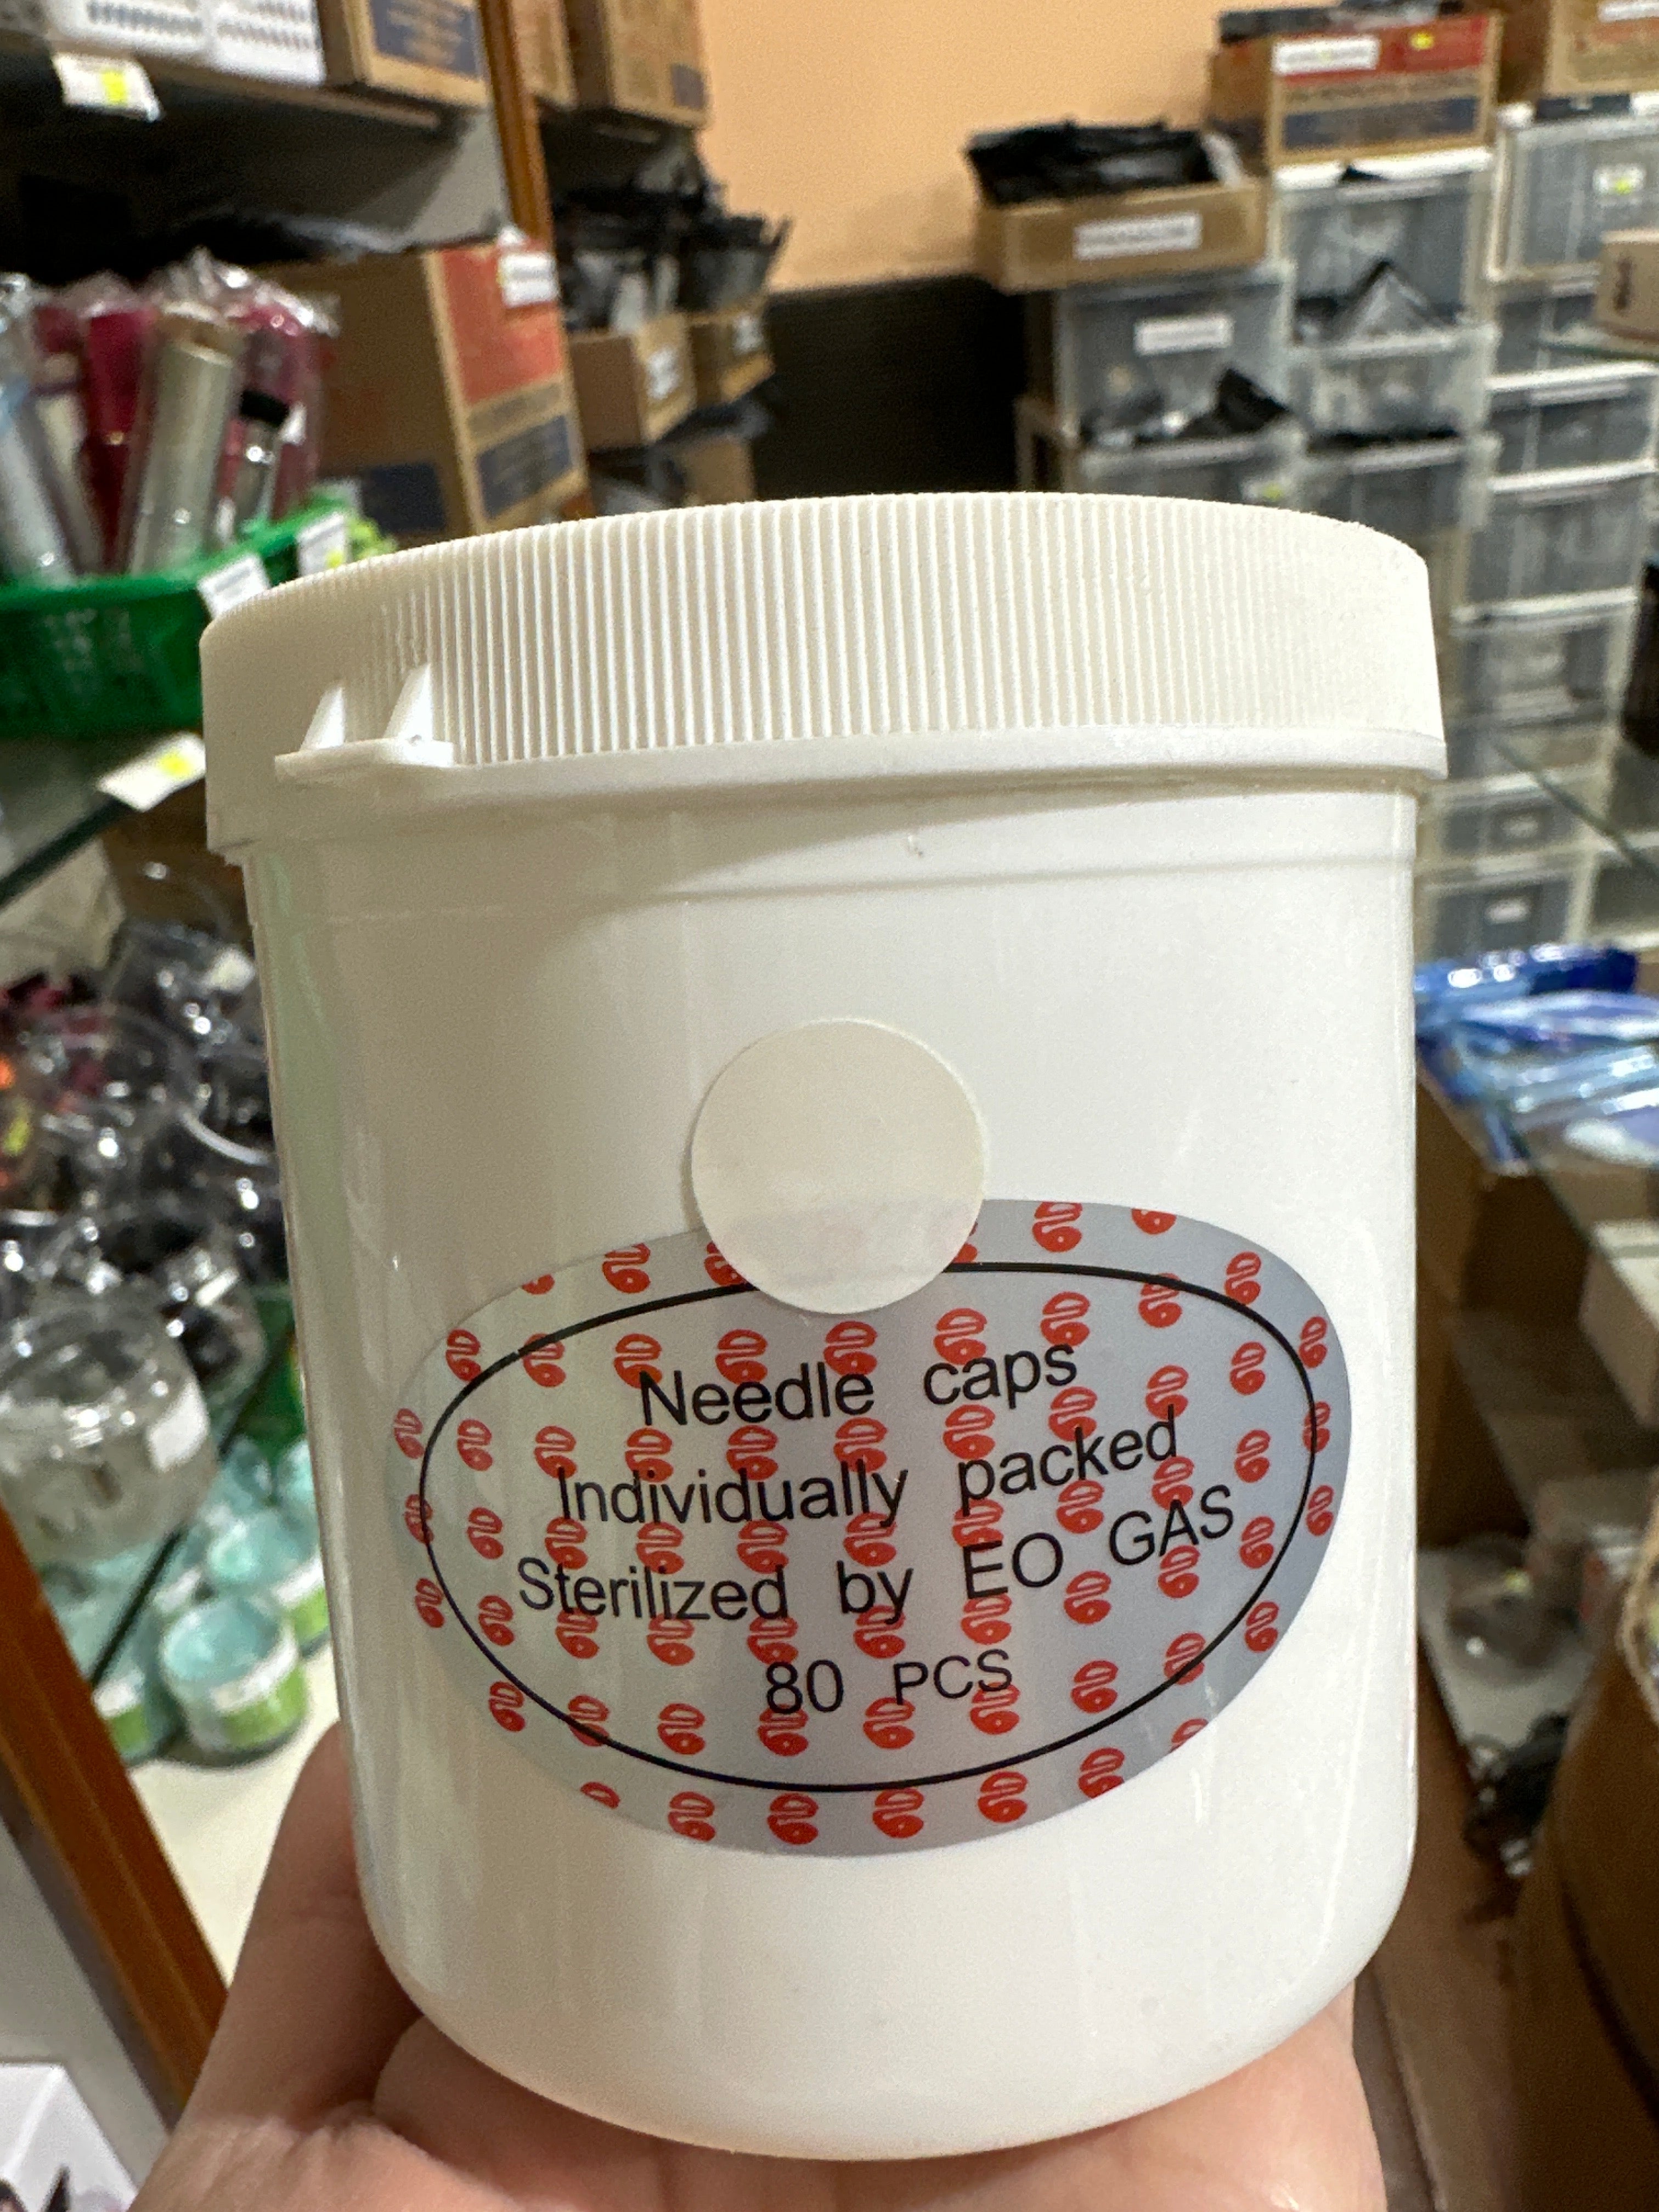 Needle caps
Individually packed
Sterilized by EO GAS
80 PCS